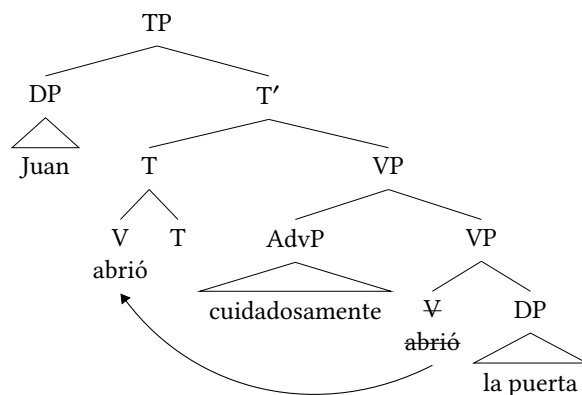 TP
DP T′
Juan T VP
V T AdvP VP
abrió cuidadosamente V DP
abrió la puerta